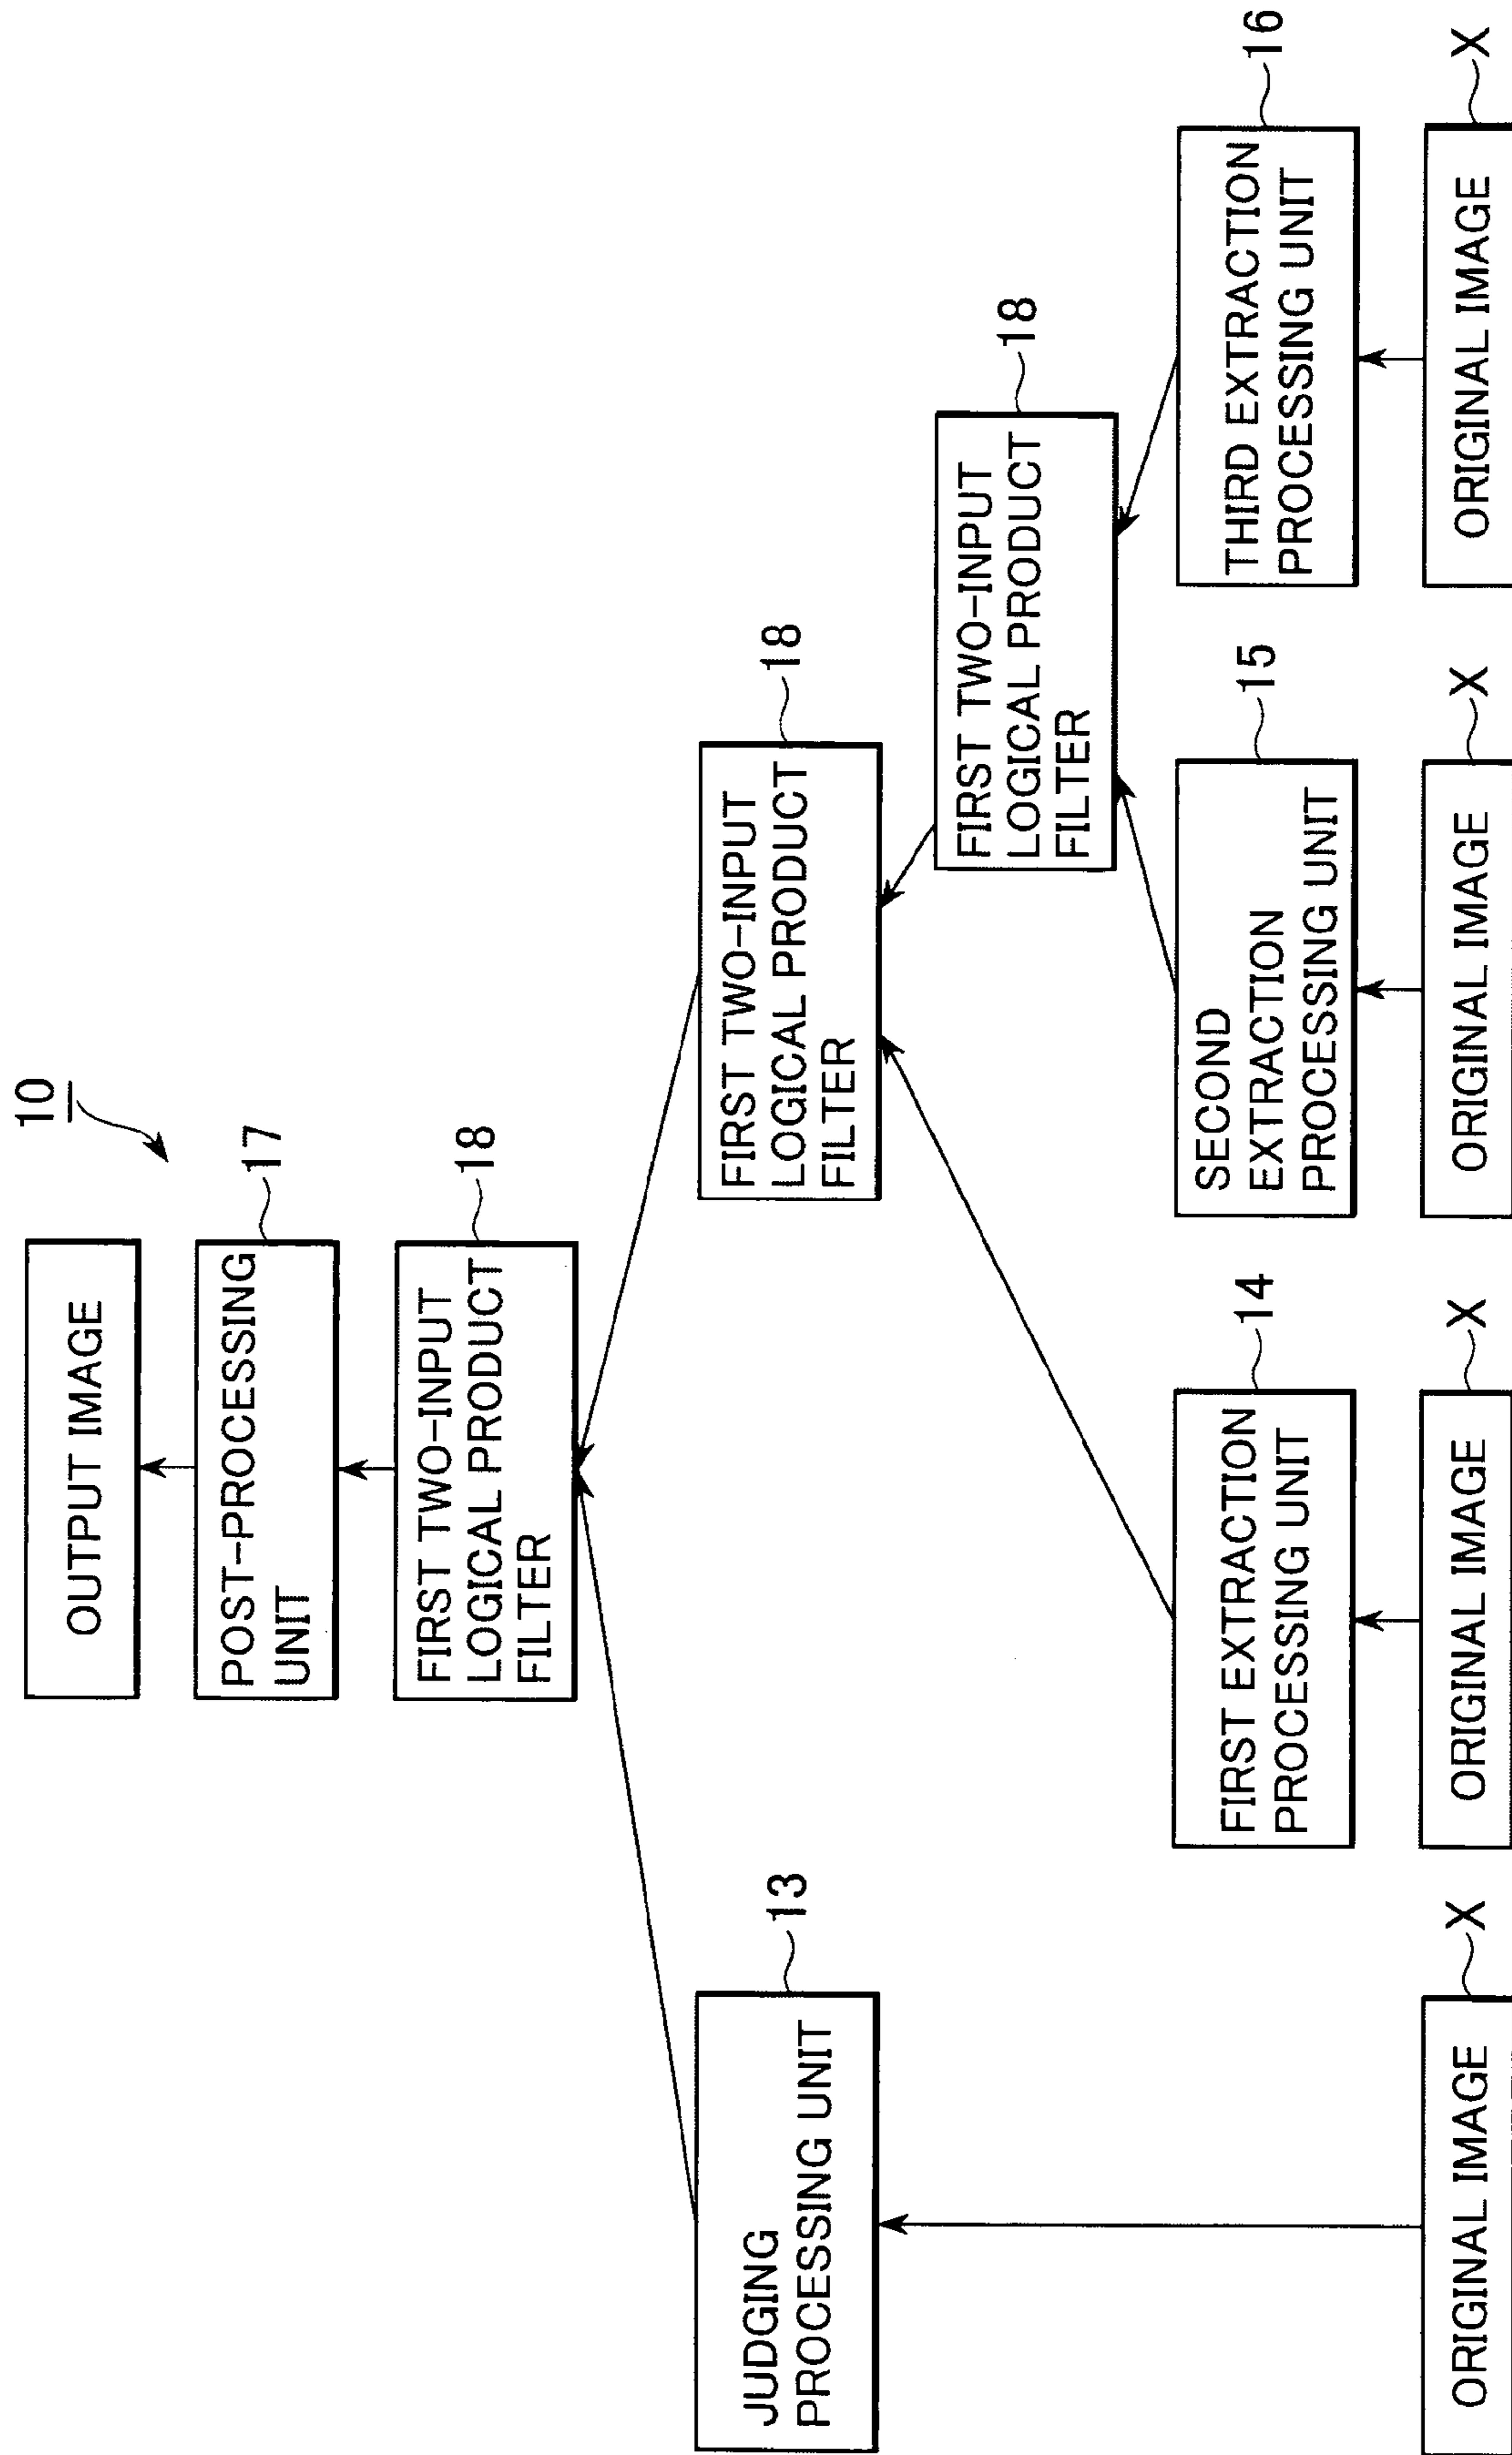 10
OUTPUT IMAGE
POST-PROCESSING
UNIT
17
FIRST TWO-INPUT
LOGICAL PRODUCT
FILTER
18
JUDGING
PROCESSING UNIT
13
FIRST TWO-INPUT
LOGICAL PRODUCT
FILTER
18
FIRST TWO-INPUT
LOGICAL PRODUCT
FILTER
18
FIRST EXTRACTION
PROCESSING UNIT
14
SECOND
EXTRACTION
PROCESSING UNIT
15
THIRD EXTRACTION
PROCESSING UNIT
16
ORIGINAL IMAGE
X
ORIGINAL IMAGE
X
ORIGINAL IMAGE
X
ORIGINAL IMAGE
X